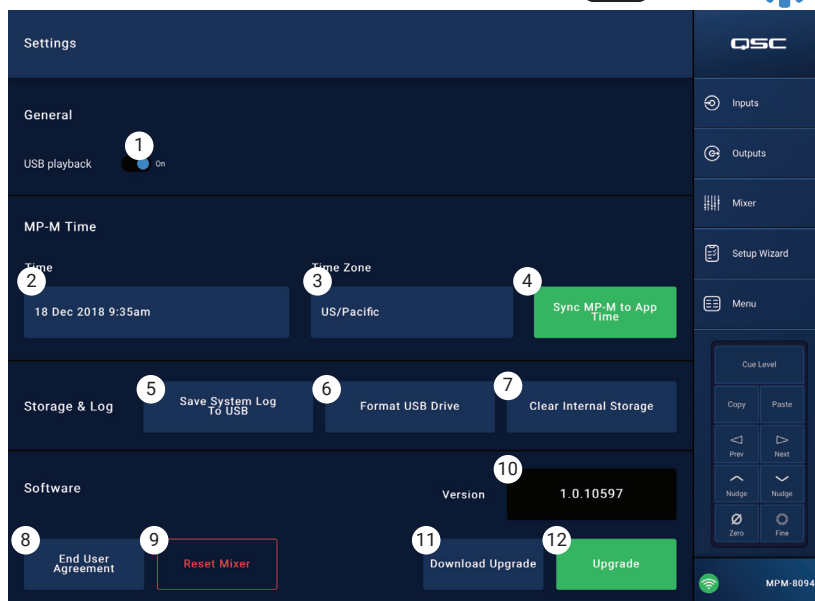 Settings
QSC
General
1
USB playback
On
MP-M Time
Time
Time Zone
2
3
4
18 Dec 2018 9:35am
US/Pacific
Sync MP-M to App
Time
Storage & Log
5
Save System Log
To USB
6
Format USB Drive
7
Clear Internal Storage
Software
Version
10
1.0.10597
8
End User
Agreement
9
Reset Mixer
11
Download Upgrade
12
Upgrade
Inputs
Outputs
Mixer
Setup Wizard
Menu
Cue Level
Copy
Paste
Prev
Next
Nudge
Nudge
Zero
Fine
MPM-8094